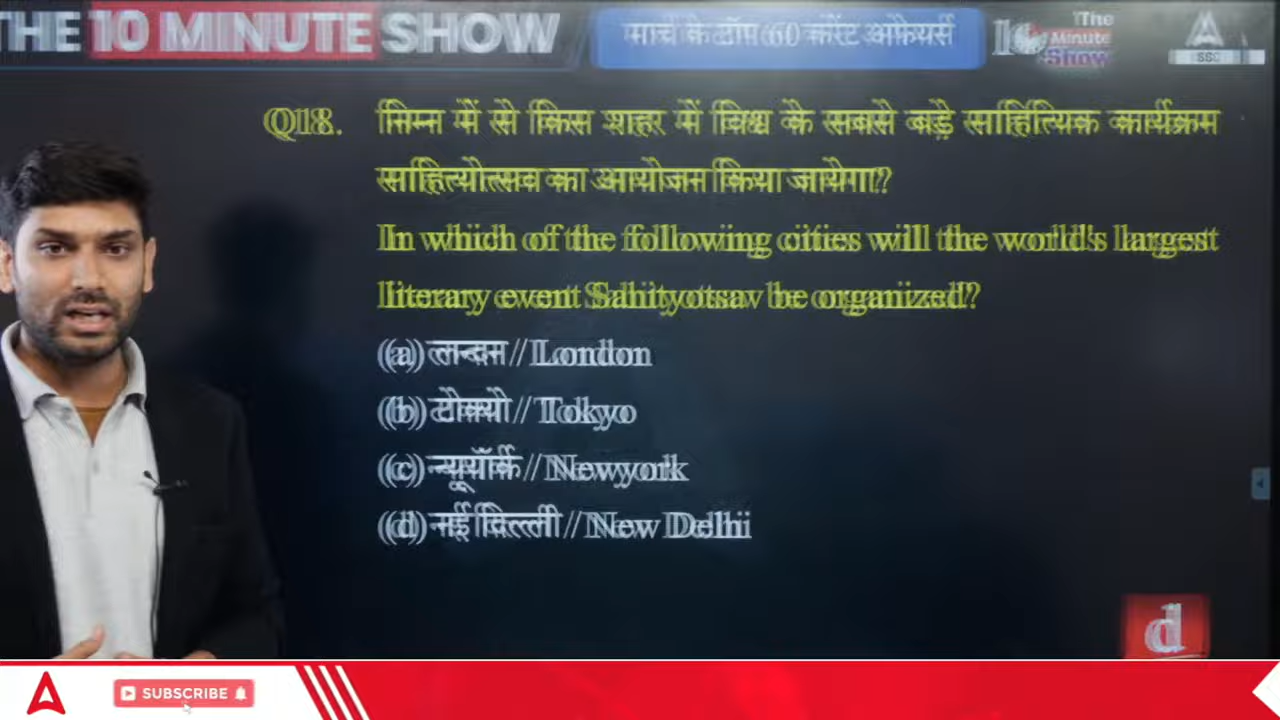 THE 10 MINUTE SHOW
मार्च के टॉप 60 करेंट अफेयर्स
The
10 Minute
Show
SSC
Q18. निम्न में से किस शहर में विश्व के सबसे बड़े साहित्यिक कार्यक्रम
साहित्योत्सव का आयोजन किया जायेगा?
In which of the following cities will the world's largest
literary event Sahityotsav be organized?
(a) लन्दन / London
(b) टोक्यो / Tokyo
(c) न्यूयॉर्क / Newyork
(d) नई दिल्ली / New Delhi
d
SUBSCRIBE